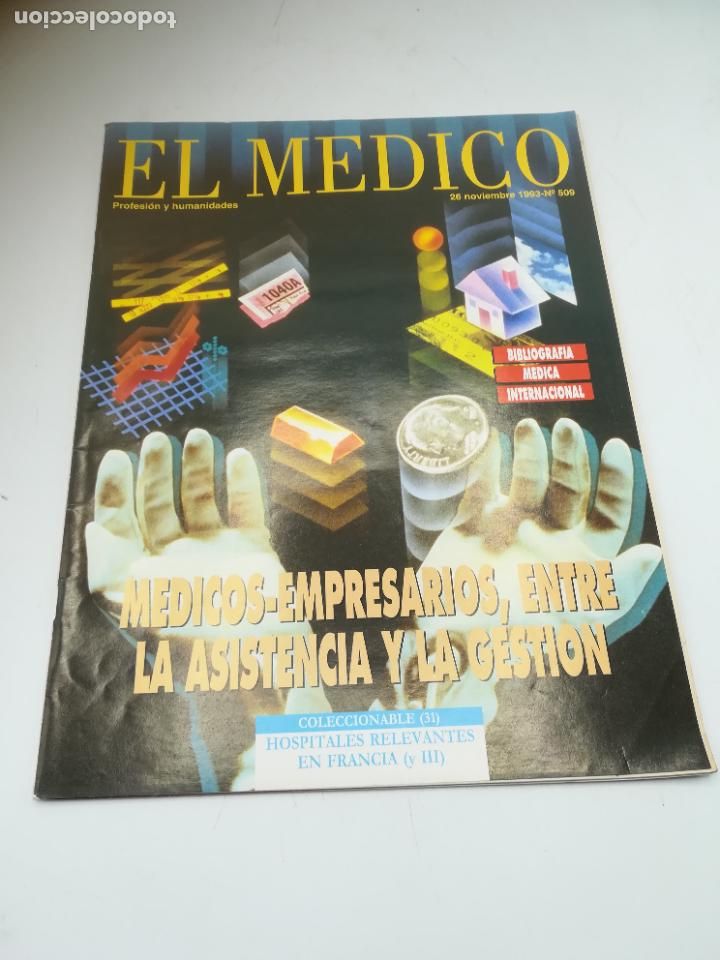 todocoleccion
EL MEDICO
Profesión y humanidades
26 noviembre 1993-Nº 509
1040A
BIBLIOGRAFIA
MEDICA
INTERNACIONAL
LIBERTY
MEDICOS-EMPRESARIOS, ENTRE
LA ASISTENCIA Y LA GESTION
COLECCIONABLE (31)
HOSPITALES RELEVANTES
EN FRANCIA (y III)